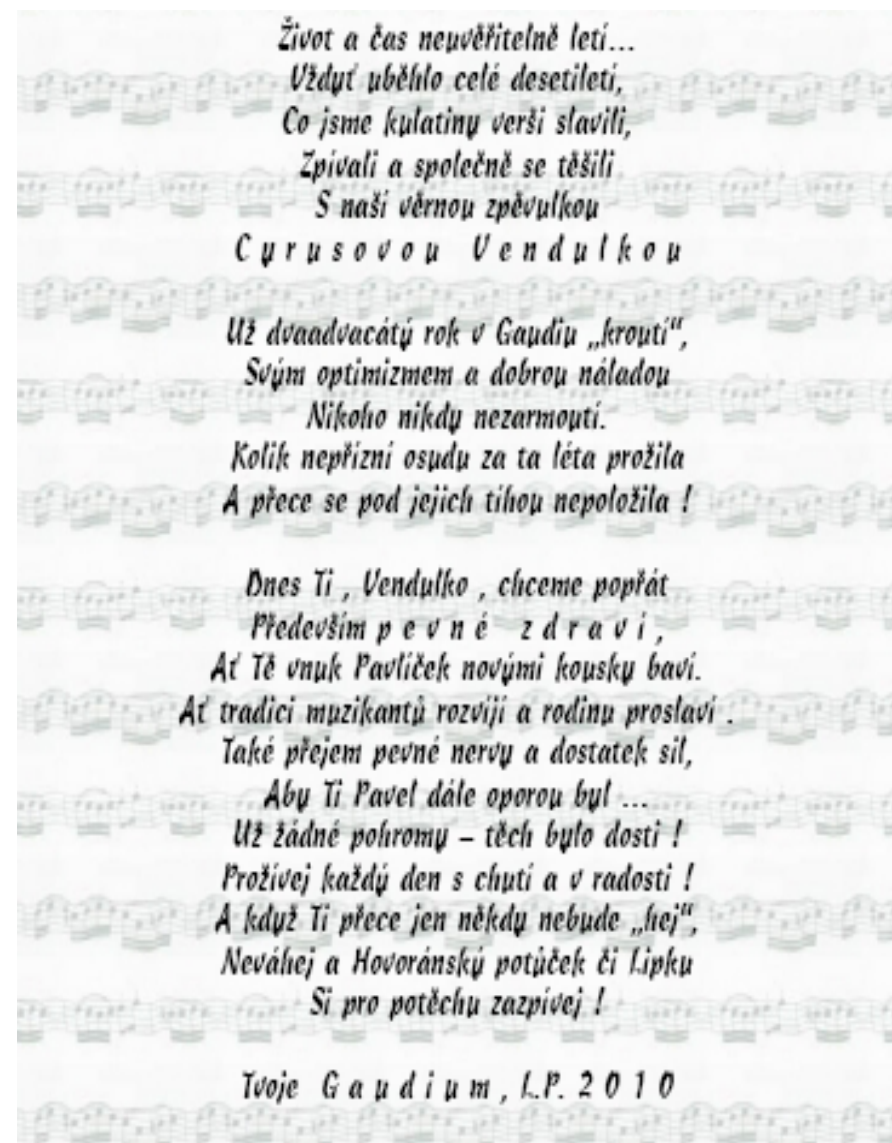 Život a čas neuvěřitelně letí...
Vždyť uběhlo celé desetiletí,
Co jsme kulatiny verši slavili,
Zpívali a společně se těšili
S naší věrnou zpěvulkou
C y r u s o v o u V e n d u l k o u
Už dvaadvacátý rok v Gaudiu „kroutí“,
Svým optimizmem a dobrou náladou
Nikoho nikdy nezarmoutí.
Kolik nepřízní osudu za ta léta prožila
A přece se pod jejich tíhou nepoložila !
Dnes Ti , Vendulko , chceme popřát
Především p e v n é z d r a v í ,
Ať Tě vnuk Pavlíček novými kousky baví.
Ať tradici muzikantů rozvíjí a rodinu proslaví .
Také přejem pevné nervy a dostatek sil,
Aby Ti Pavel dále oporou byl ...
Už žádné pohromy – těch bylo dosti !
Prožívej každý den s chutí a v radosti !
A když Ti přece jen někdy nebude „hej“,
Neváhej a Hovoránský potůček či Lipku
Si pro potěchu zazpívej !
Tvoje G a u d i u m , L.P. 2 0 1 0